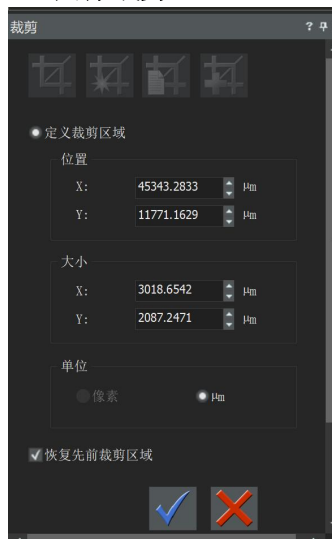 裁剪
?
定义裁剪区域
位置
X: 45343.2833 µm
Y: 11771.1629 µm
大小
X: 3018.6542 µm
Y: 2087.2471 µm
单位
像素 µm
恢复先前裁剪区域